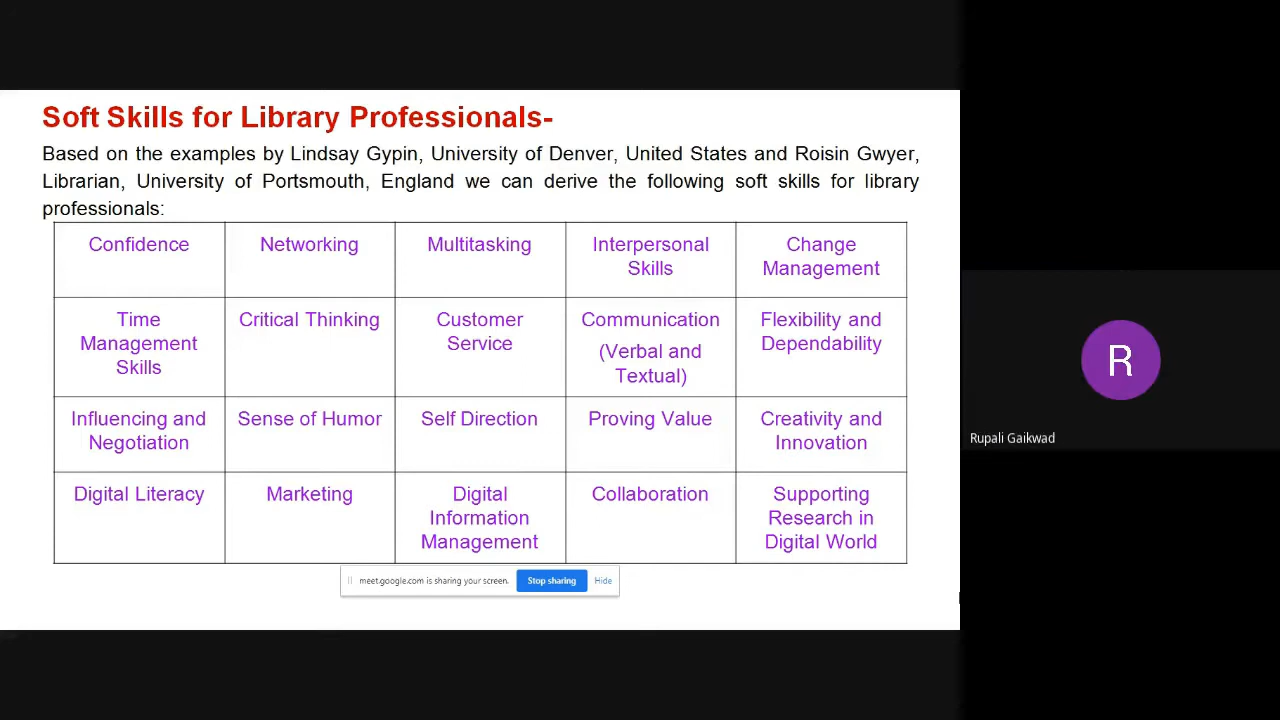 Soft Skills for Library Professionals-
Based on the examples by Lindsay Gypin, University of Denver, United States and Roisin Gwyer,
Librarian, University of Portsmouth, England we can derive the following soft skills for library
professionals:
Confidence
Networking
Multitasking
Interpersonal
Skills
Change
Management
Time
Management
Skills
Critical Thinking
Customer
Service
Communication
(Verbal and
Textual)
Flexibility and
Dependability
Influencing and
Negotiation
Sense of Humor
Self Direction
Proving Value
Creativity and
Innovation
Digital Literacy
Marketing
Digital
Information
Management
Collaboration
Supporting
Research in
Digital World
meet.google.com is sharing your screen.
Stop sharing
Hide
R
Rupali Gaikwad